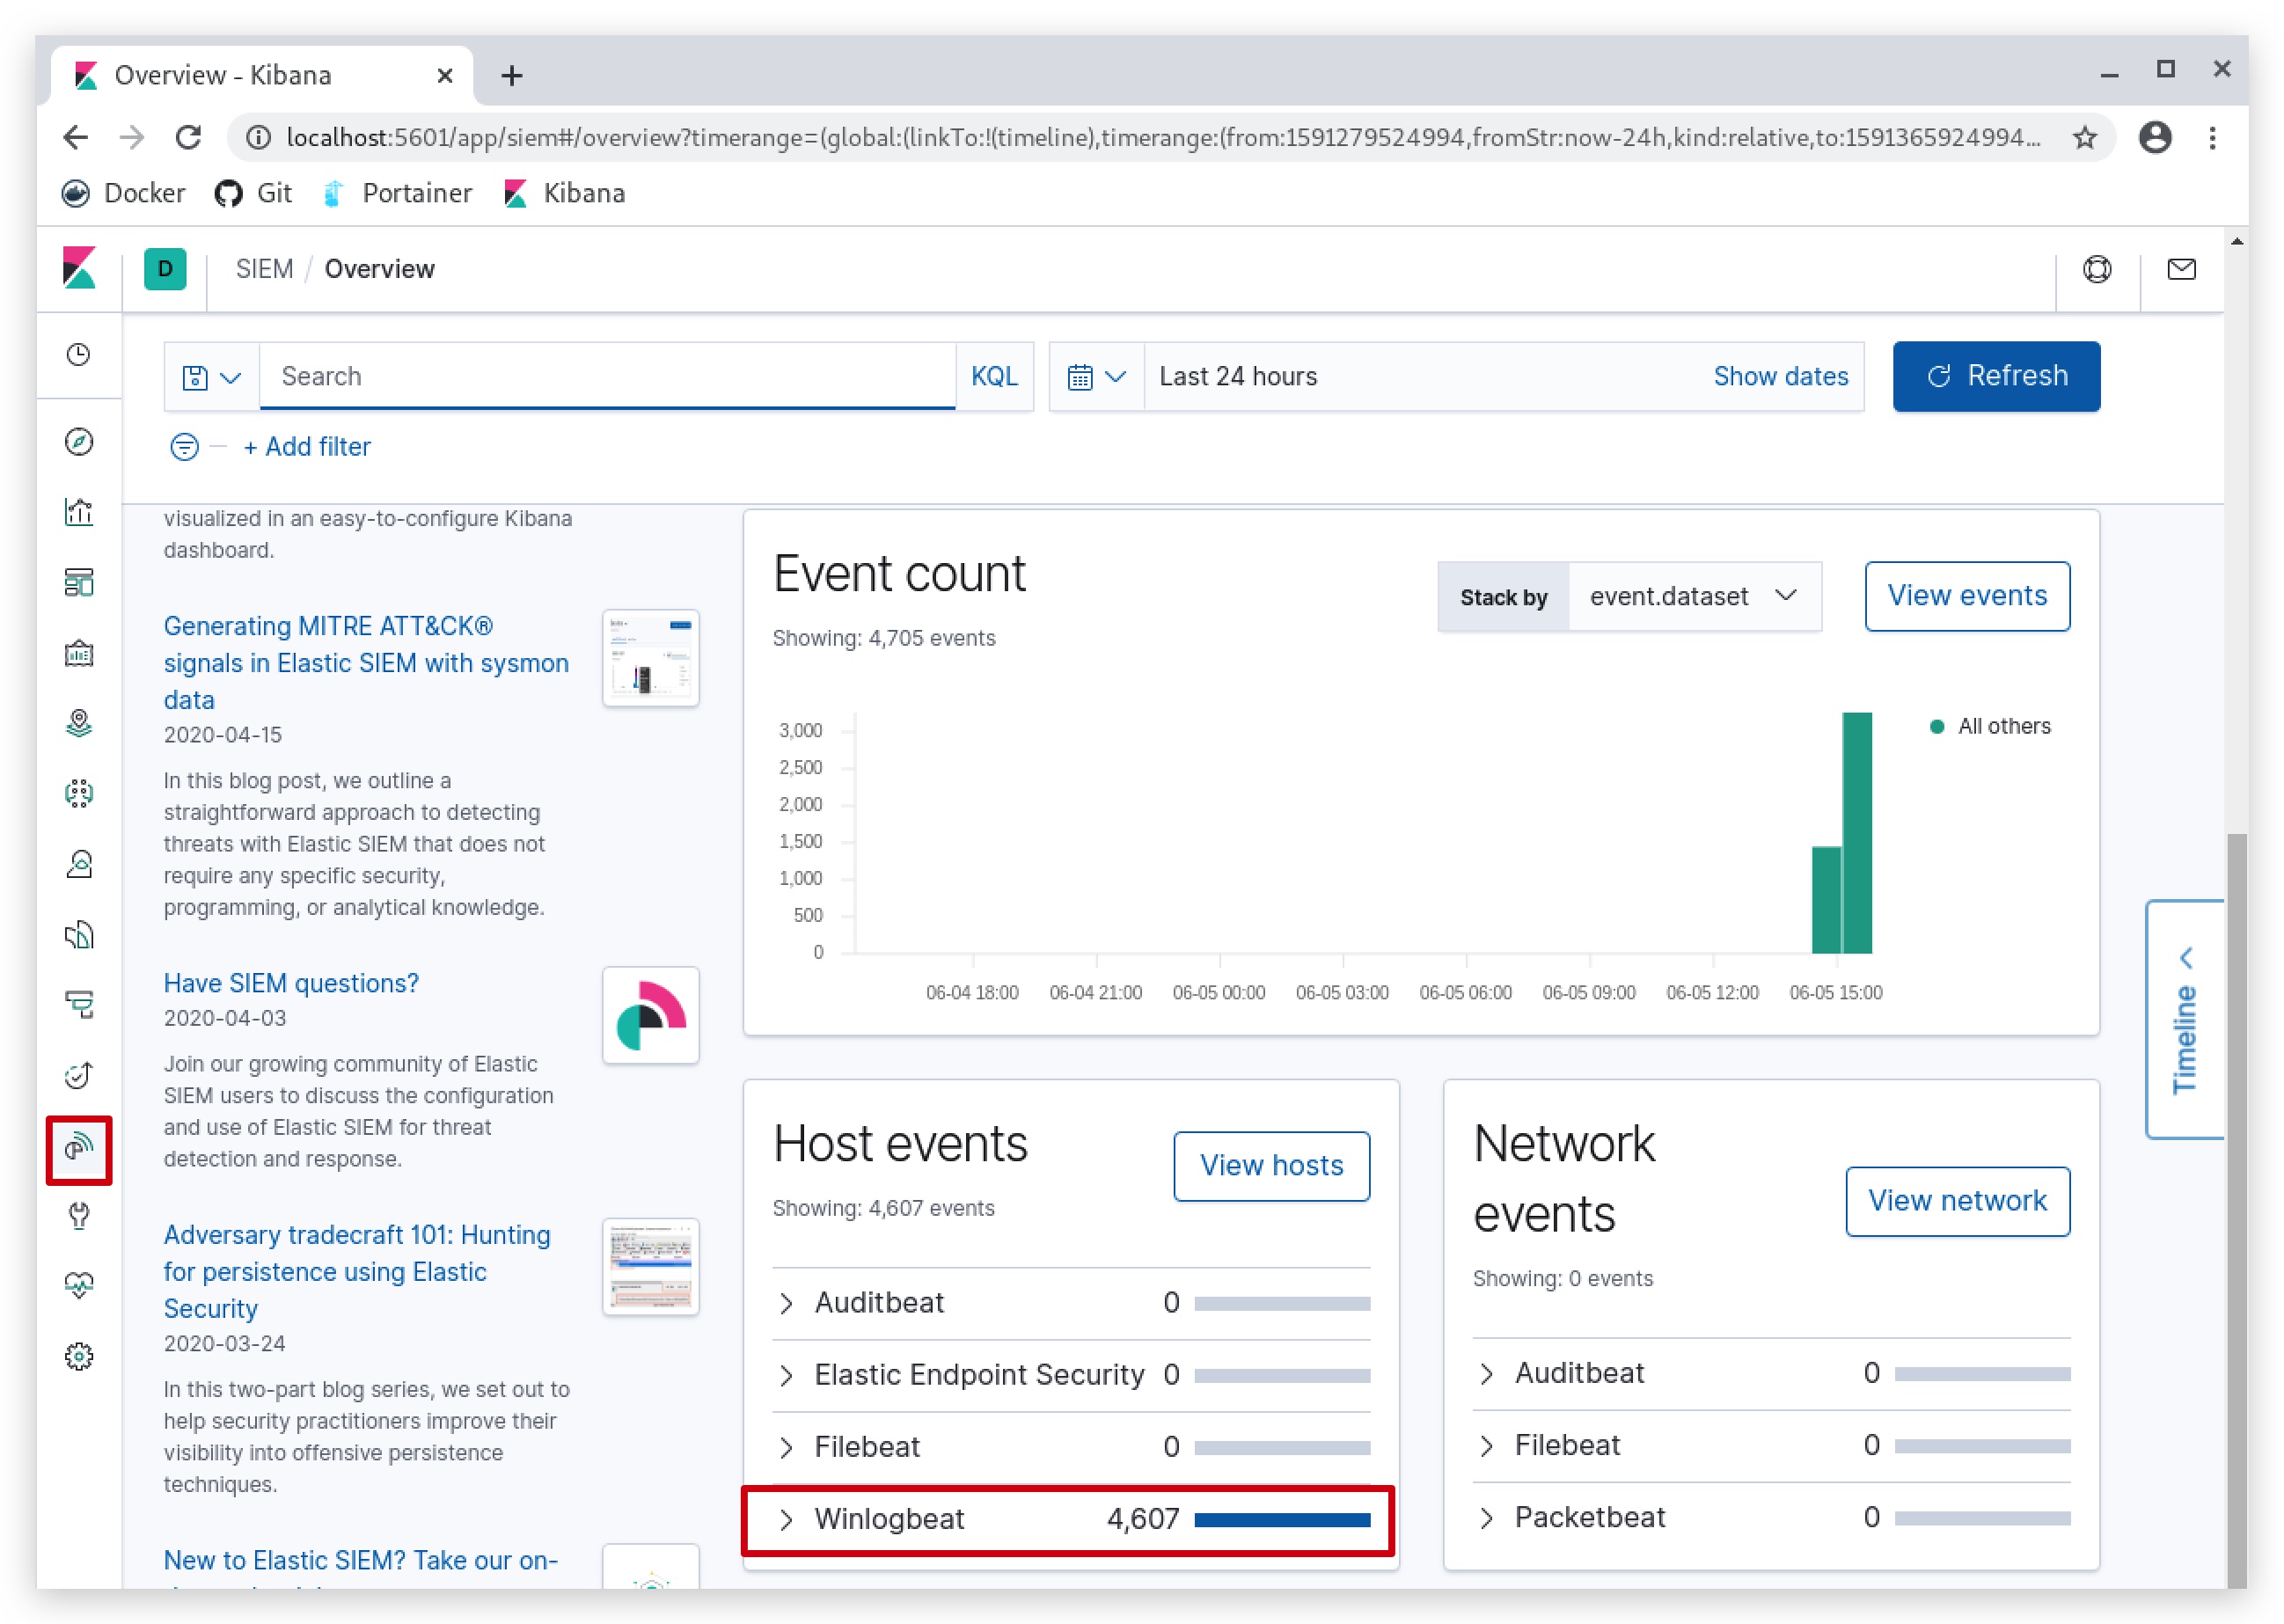 Overview - Kibana
localhost:5601/app/siem#/overview?timerange=(global:(linkTo:!(timeline),timerange:(from:1591279524994,fromStr:now-24h,kind:relative,to:1591365924994...
Docker Git Portainer Kibana
D SIEM / Overview
Search KQL Last 24 hours Show dates Refresh
+ Add filter
visualized in an easy-to-configure Kibana
dashboard.
Generating MITRE ATT&CK®
signals in Elastic SIEM with sysmon
data
2020-04-15
In this blog post, we outline a
straightforward approach to detecting
threats with Elastic SIEM that does not
require any specific security,
programming, or analytical knowledge.
Have SIEM questions?
2020-04-03
Join our growing community of Elastic
SIEM users to discuss the configuration
and use of Elastic SIEM for threat
detection and response.
Adversary tradecraft 101: Hunting
for persistence using Elastic
Security
2020-03-24
In this two-part blog series, we set out to
help security practitioners improve their
visibility into offensive persistence
techniques.
New to Elastic SIEM? Take our on-
Event count
Showing: 4,705 events
Stack by event.dataset
View events
3,000
2,500
2,000
1,500
1,000
500
0
06-04 18:00 06-04 21:00 06-05 00:00 06-05 03:00 06-05 06:00 06-05 09:00 06-05 12:00 06-05 15:00
All others
Host events
View hosts
Showing: 4,607 events
Auditbeat 0
Elastic Endpoint Security 0
Filebeat 0
Winlogbeat 4,607
Network
events
View network
Showing: 0 events
Auditbeat 0
Filebeat 0
Packetbeat 0
Timeline